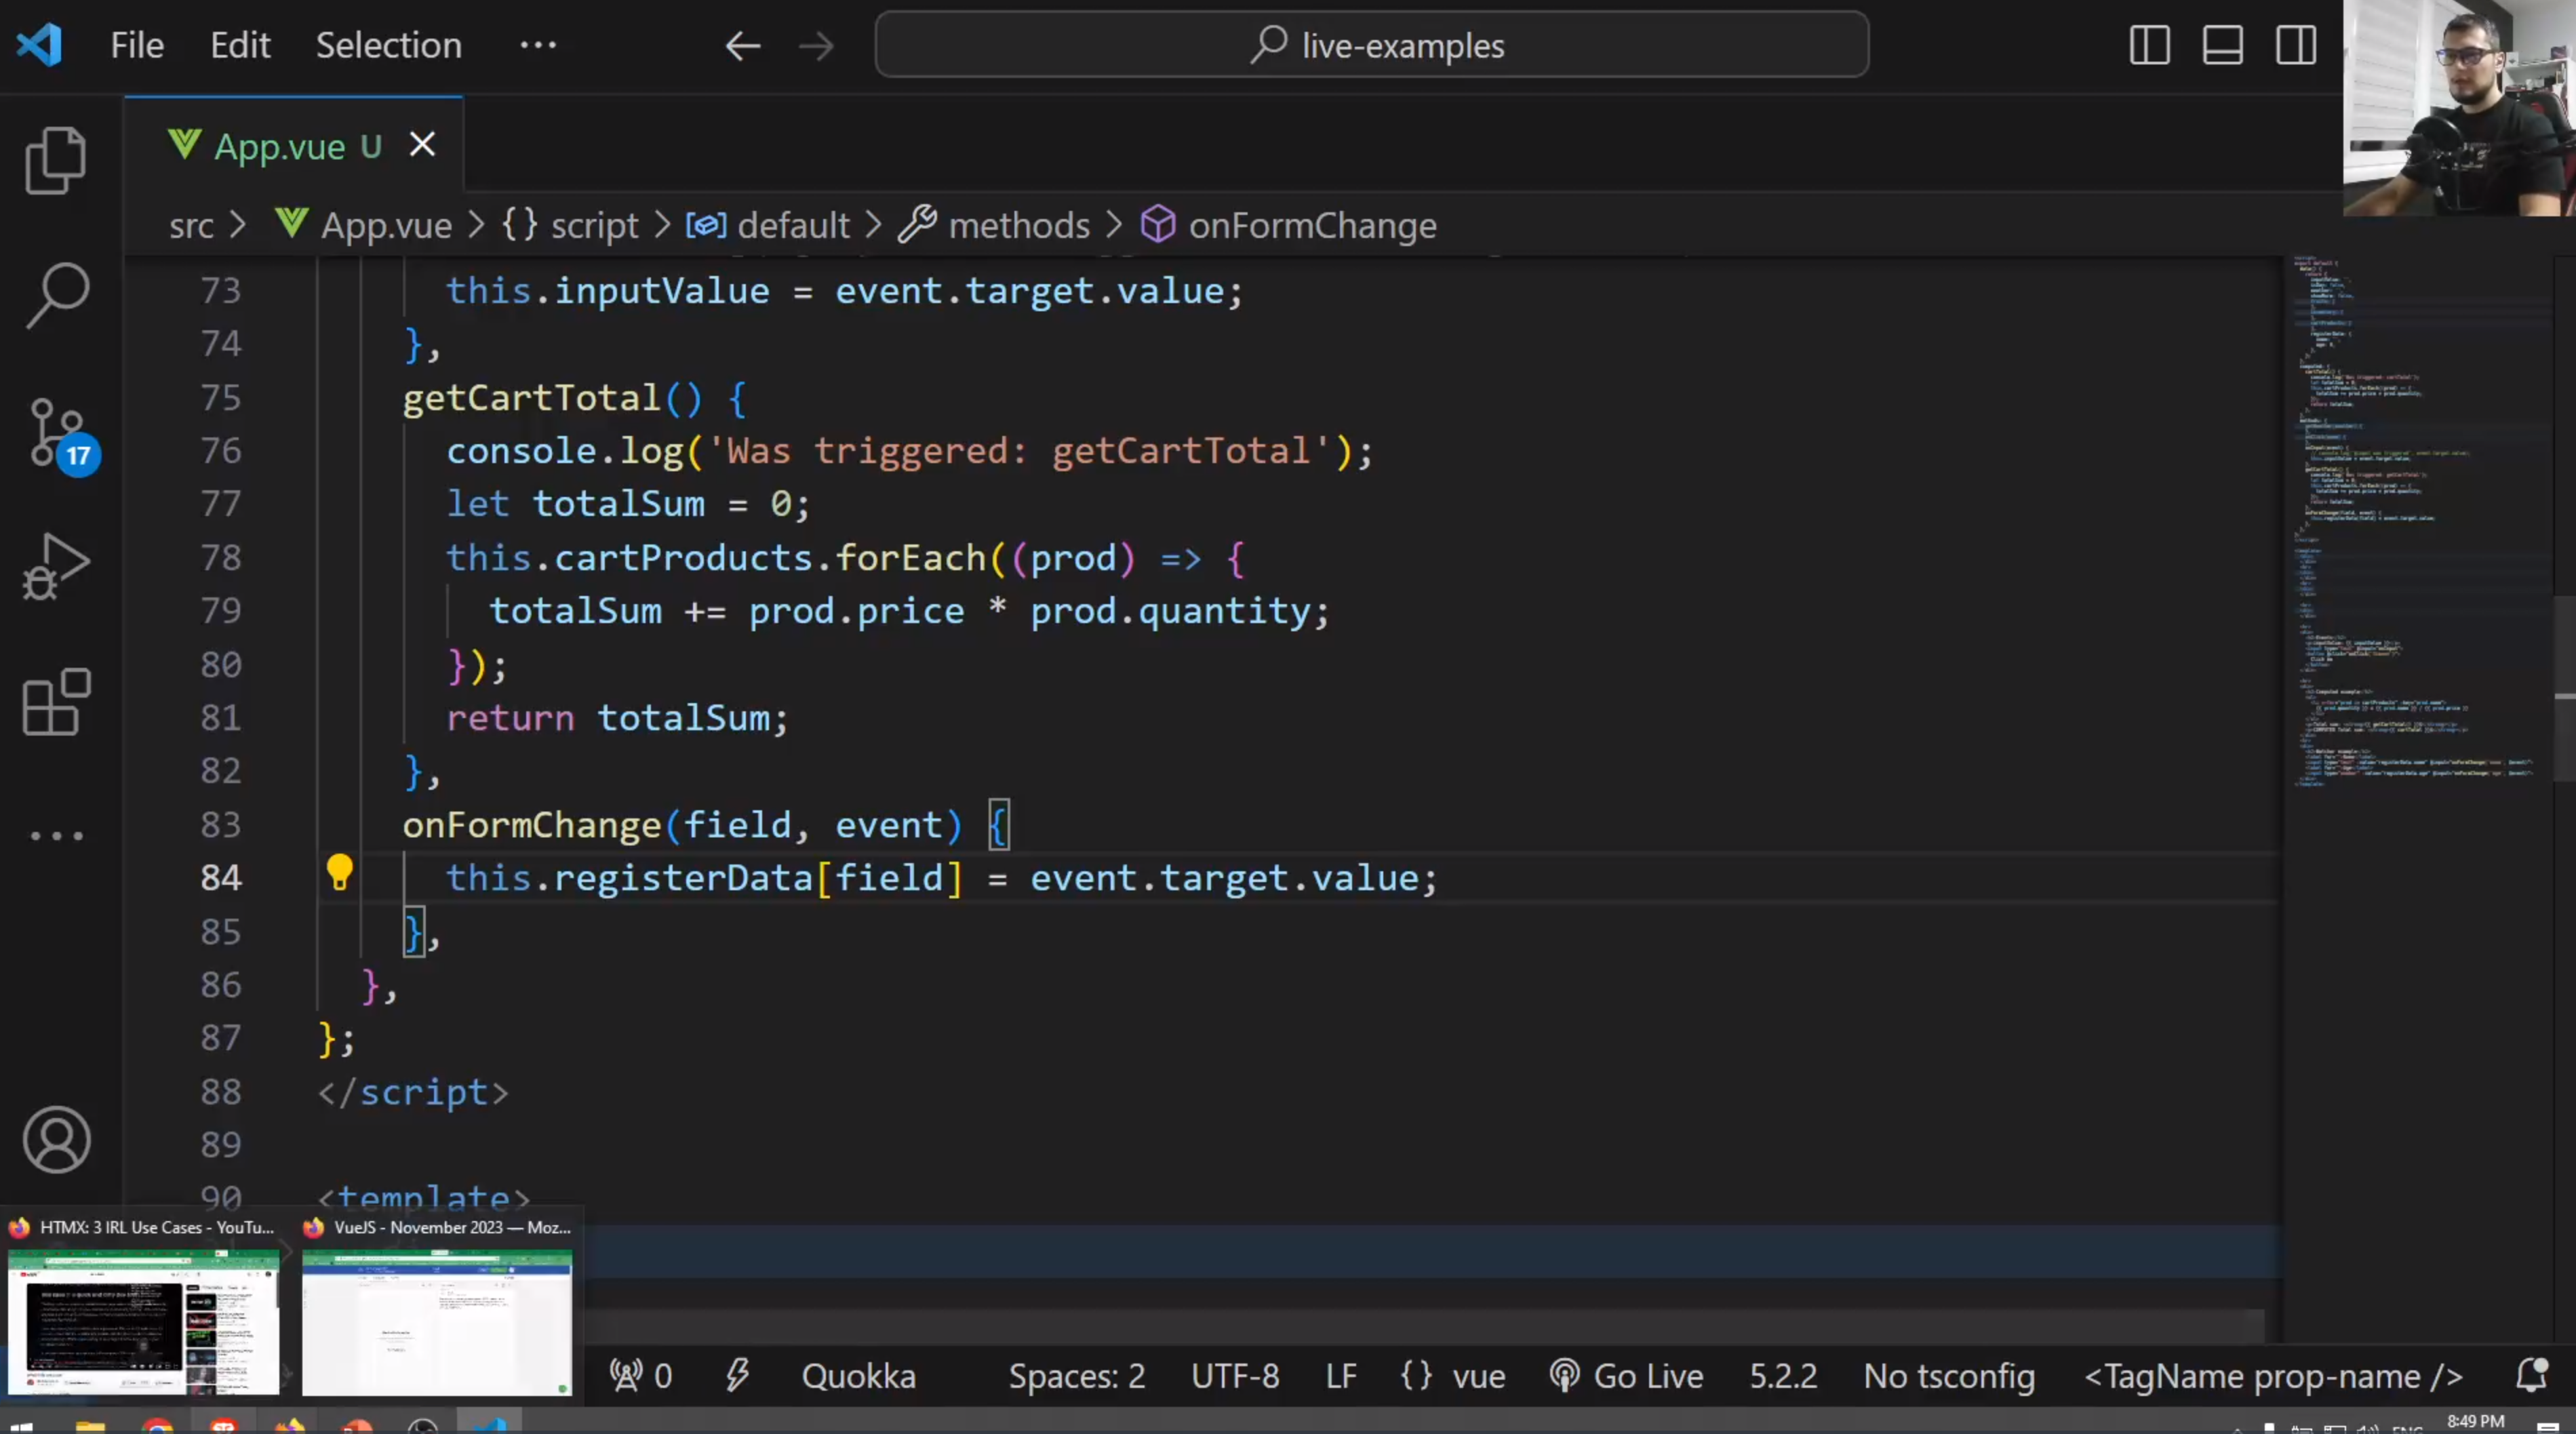 File Edit Selection ··· live-examples
App.vue U
src > App.vue > {} script > default > methods > onFormChange
73 this.inputValue = event.target.value;
74 },
75 getCartTotal() {
76 console.log('Was triggered: getCartTotal');
77 let totalSum = 0;
78 this.cartProducts.forEach((prod) => {
79 totalSum += prod.price * prod.quantity;
80 });
81 return totalSum;
82 },
83 onFormChange(field, event) {
84 this.registerData[field] = event.target.value;
85 },
86 },
87 };
88 </script>
89
90 <template>
17
HTMX: 3 IRL Use Cases - YouTu...
VueJS - November 2023 — Moz...
0 Quokka Spaces: 2 UTF-8 LF {} vue Go Live 5.2.2 No tsconfig <TagName prop-name />
8:49 PM